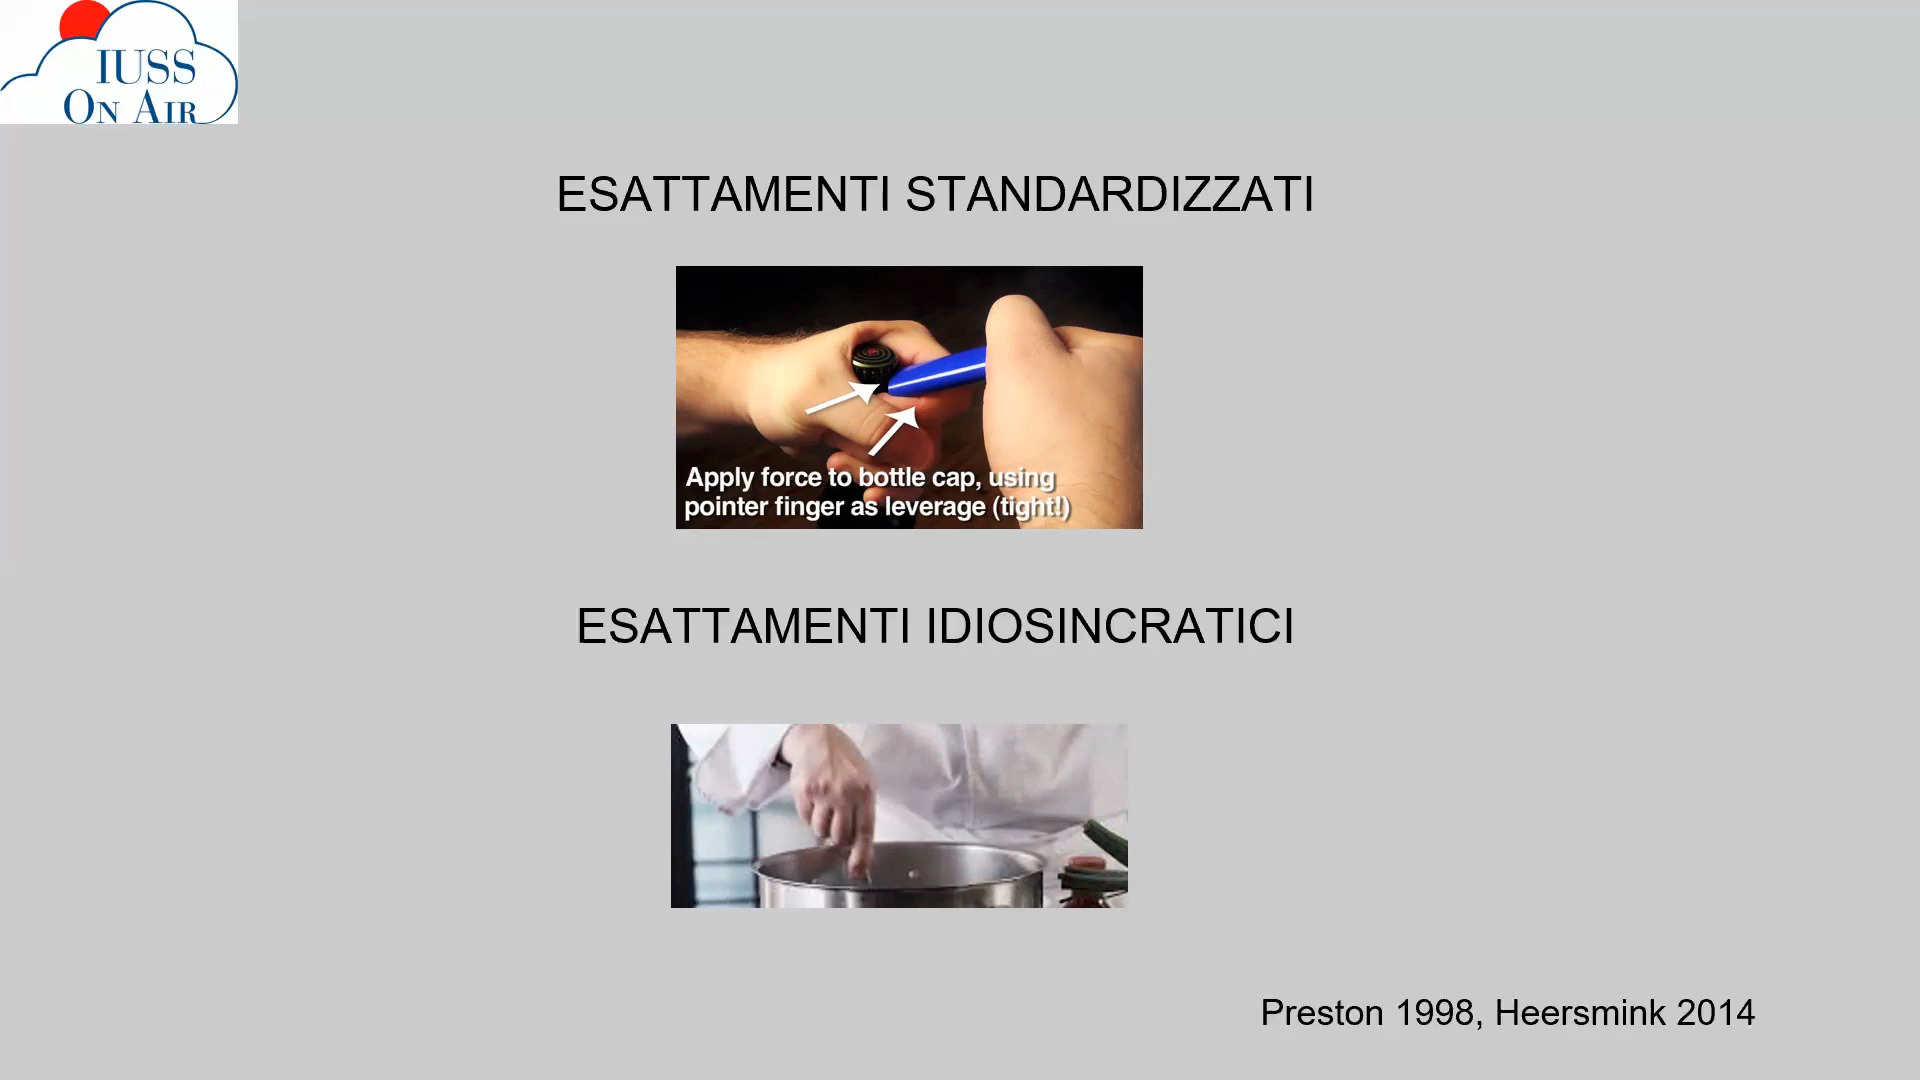 IUSS
ON AIR
ESATTAMENTI STANDARDIZZATI
Apply force to bottle cap, using
pointer finger as leverage (tight!)
ESATTAMENTI IDIOSINCRATICI
Preston 1998, Heersmink 2014